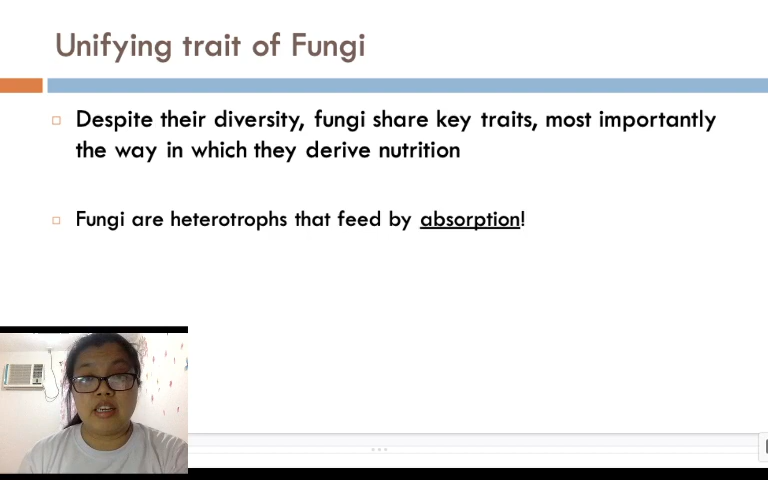 Unifying trait of Fungi
Despite their diversity, fungi share key traits, most importantly
the way in which they derive nutrition
Fungi are heterotrophs that feed by absorption!